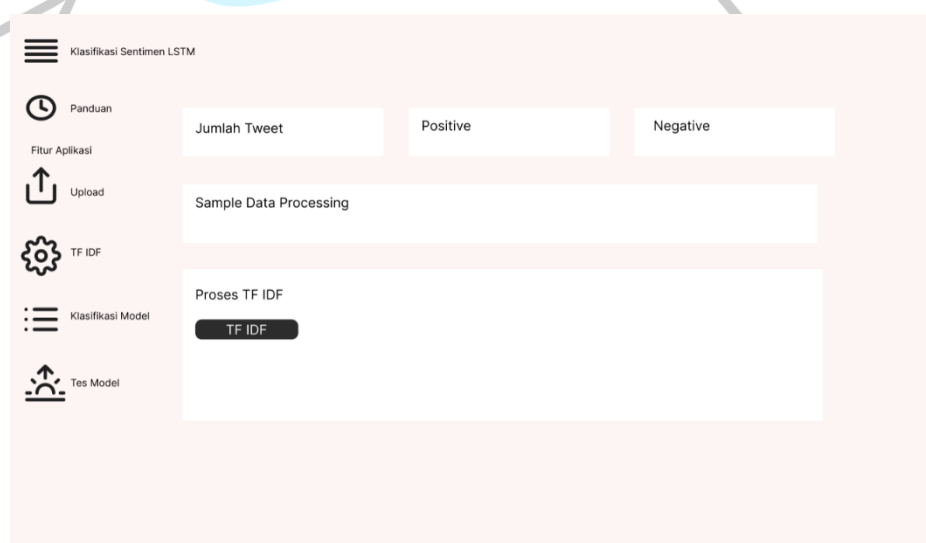 Klasifikasi Sentimen LSTM
Panduan
Fitur Aplikasi
Upload
TF IDF
Klasifikasi Model
Tes Model
Jumlah Tweet
Positive
Negative
Sample Data Processing
Proses TF IDF
TF IDF